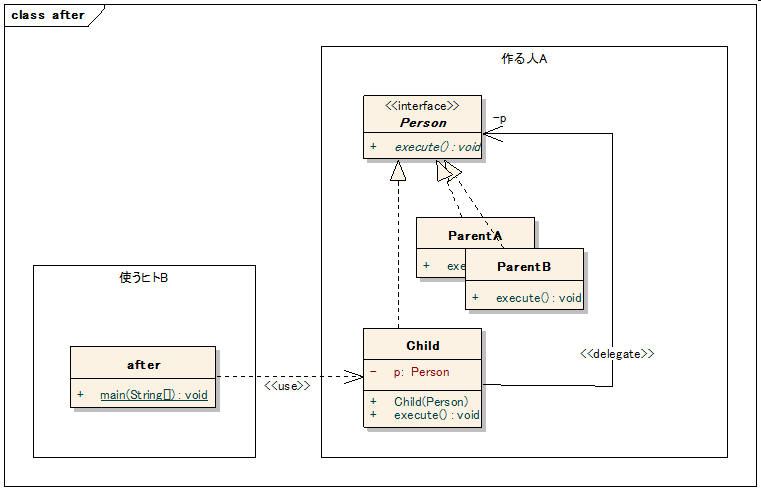 class after
作る人A
<<interface>>
Person
+ execute() : void
-p
ParentA
+ exe
ParentB
+ execute() : void
使うヒトB
after
+ main(String[]) : void
<<use>>
Child
- p: Person
+ Child(Person)
+ execute() : void
<<delegate>>